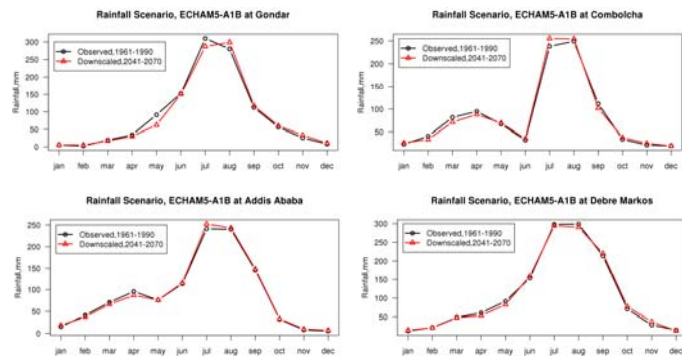 Rainfall Scenario, ECHAM5-A1B at Gondar
Rainfall,mm
300
250
200
150
100
50
0
Observed,1961-1990
Downscaled,2041-2070
jan feb mar apr may jun jul aug sep oct nov dec
Rainfall Scenario, ECHAM5-A1B at Combolcha
Rainfall,mm
250
200
150
100
50
Observed,1961-1990
Downscaled,2041-2070
jan feb mar apr may jun jul aug sep oct nov dec
Rainfall Scenario, ECHAM5-A1B at Addis Ababa
Rainfall,mm
250
200
150
100
50
0
Observed,1961-1990
Downscaled,2041-2070
jan feb mar apr may jun jul aug sep oct nov dec
Rainfall Scenario, ECHAM5-A1B at Debre Markos
Rainfall,mm
300
250
200
150
100
50
Observed,1961-1990
Downscaled,2041-2070
jan feb mar apr may jun jul aug sep oct nov dec